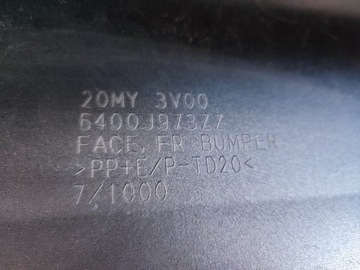 20MY 3V00
6400J973ZZ
FACE, FR BUMPER
>PP+E/P-TD20<
7/1000